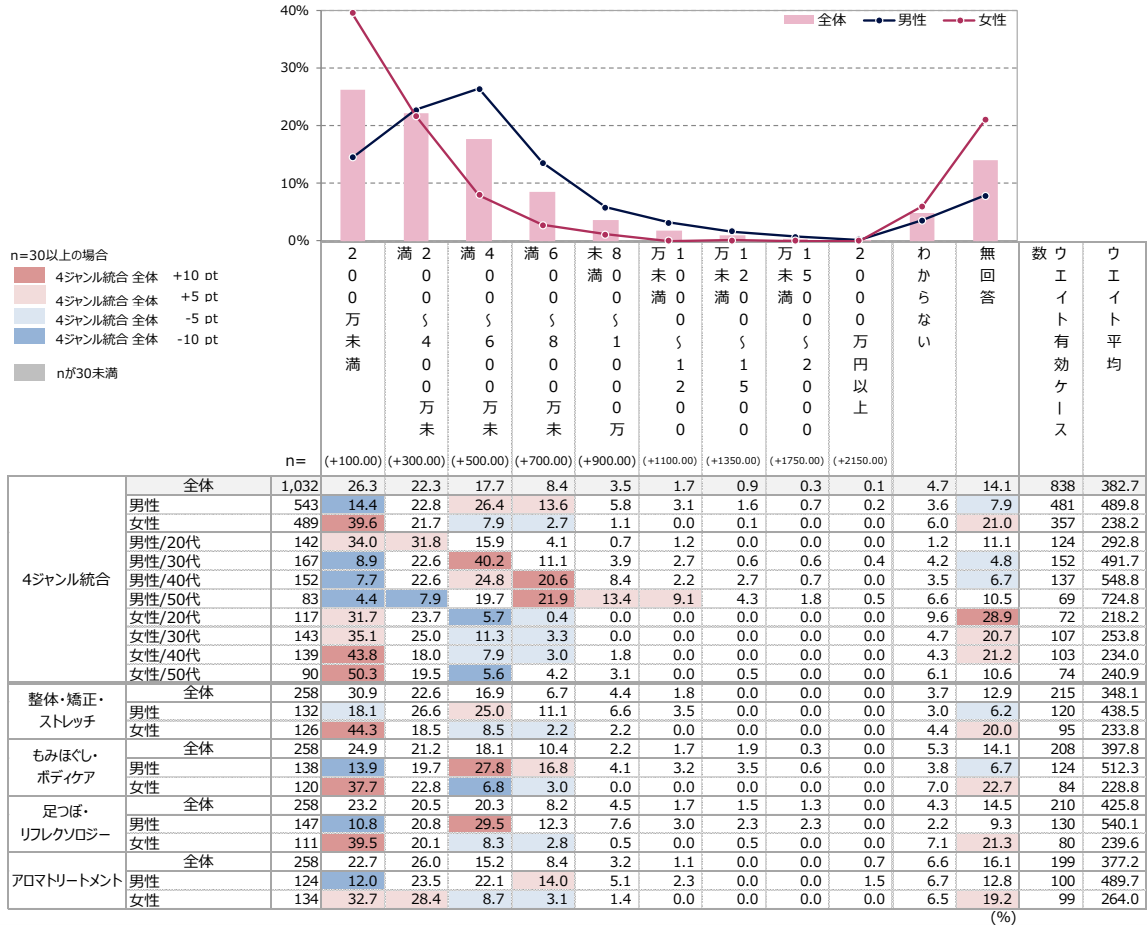 40%
30%
20%
10%
0%
全体 男性 女性
n=30以上の場合
4ジャンル統合 全体 +10 pt
4ジャンル統合 全体 +5 pt
4ジャンル統合 全体 -5 pt
4ジャンル統合 全体 -10 pt
nが30未満
200万未満
200〜400万未満
400〜600万未満
600〜800万未満
800〜1000万未満
1000〜1200万未満
1200〜1500万未満
1500〜2000万未満
2000万円以上
わからない
無回答
ウエイト有効ケース数
ウエイト平均
n= (+100.00) (+300.00) (+500.00) (+700.00) (+900.00) (+1100.00) (+1350.00) (+1750.00) (+2150.00)
4ジャンル統合
全体 1,032 26.3 22.3 17.7 8.4 3.5 1.7 0.9 0.3 0.1 4.7 14.1 838 382.7
男性 543 14.4 22.8 26.4 13.6 5.8 3.1 1.6 0.7 0.2 3.6 7.9 481 489.8
女性 489 39.6 21.7 7.9 2.7 1.1 0.0 0.1 0.0 0.0 6.0 21.0 357 238.2
男性/20代 142 34.0 31.8 15.9 4.1 0.7 1.2 0.0 0.0 0.0 1.2 11.1 124 292.8
男性/30代 167 8.9 22.6 40.2 11.1 3.9 2.7 0.6 0.6 0.4 4.2 4.8 152 491.7
男性/40代 152 7.7 22.6 24.8 20.6 8.4 2.2 2.7 0.7 0.0 3.5 6.7 137 548.8
男性/50代 83 4.4 7.9 19.7 21.9 13.4 9.1 4.3 1.8 0.5 6.6 10.5 69 724.8
女性/20代 117 31.7 23.7 5.7 0.4 0.0 0.0 0.0 0.0 0.0 9.6 28.9 72 218.2
女性/30代 143 35.1 25.0 11.3 3.3 0.0 0.0 0.0 0.0 0.0 4.7 20.7 107 253.8
女性/40代 139 43.8 18.0 7.9 3.0 1.8 0.0 0.0 0.0 0.0 4.3 21.2 103 234.0
女性/50代 90 50.3 19.5 5.6 4.2 3.1 0.0 0.5 0.0 0.0 6.1 10.6 74 240.9
整体・矯正・
ストレッチ
全体 258 30.9 22.6 16.9 6.7 4.4 1.8 0.0 0.0 0.0 3.7 12.9 215 348.1
男性 132 18.1 26.6 25.0 11.1 6.6 3.5 0.0 0.0 0.0 3.0 6.2 120 438.5
女性 126 44.3 18.5 8.5 2.2 2.2 0.0 0.0 0.0 0.0 4.4 20.0 95 233.8
もみほぐし・
ボディケア
全体 258 24.9 21.2 18.1 10.4 2.2 1.7 1.9 0.3 0.0 5.3 14.1 208 397.8
男性 138 13.9 19.7 27.8 16.8 4.1 3.2 3.5 0.6 0.0 3.8 6.7 124 512.3
女性 120 37.7 22.8 6.8 3.0 0.0 0.0 0.0 0.0 0.0 7.0 22.7 84 228.8
足つぼ・
リフレクソロジー
全体 258 23.2 20.5 20.3 8.2 4.5 1.7 1.5 1.3 0.0 4.3 14.5 210 425.8
男性 147 10.8 20.8 29.5 12.3 7.6 3.0 2.3 2.3 0.0 2.2 9.3 130 540.1
女性 111 39.5 20.1 8.3 2.8 0.5 0.0 0.5 0.0 0.0 7.1 21.3 80 239.6
アロマトリートメント
全体 258 22.7 26.0 15.2 8.4 3.2 1.1 0.0 0.0 0.7 6.6 16.1 199 377.2
男性 124 12.0 23.5 22.1 14.0 5.1 2.3 0.0 0.0 1.5 6.7 12.8 100 489.7
女性 134 32.7 28.4 8.7 3.1 1.4 0.0 0.0 0.0 0.0 6.5 19.2 99 264.0
(%)